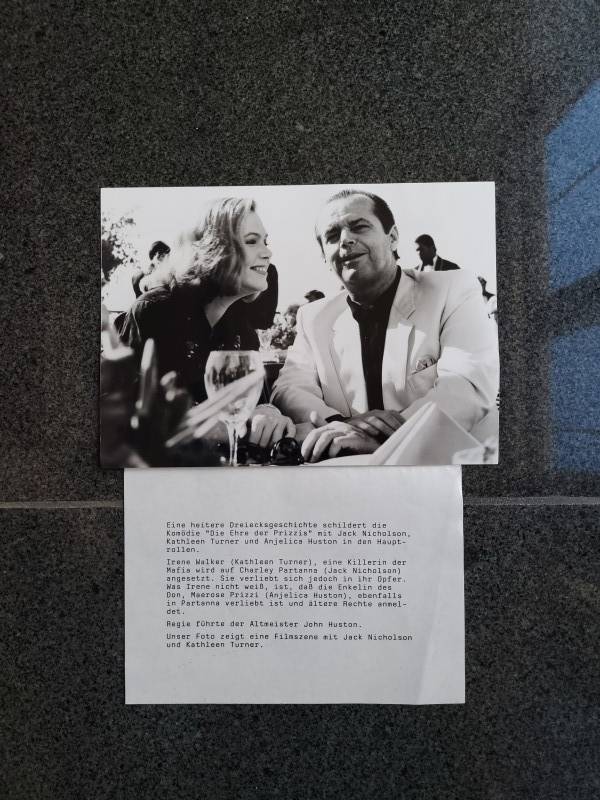 Eine heitere Dreiecksgeschichte schildert die
Komödie "Die Ehre der Prizzis" mit Jack Nicholson,
Kathleen Turner und Anjelica Huston in den Haupt-
rollen.
Irene Walker (Kathleen Turner), eine Killerin der
Mafia wird auf Charley Partanna (Jack Nicholson)
angesetzt. Sie verliebt sich jedoch in ihr Opfer.
Was Irene nicht weiß, ist, daß die Enkelin des
Don, Maerose Prizzi (Anjelica Huston), ebenfalls
in Partanna verliebt ist und ältere Rechte anmel-
det.
Regie führte der Altmeister John Huston.
Unser Foto zeigt eine Filmszene mit Jack Nicholson
und Kathleen Turner.